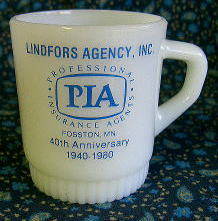 LINDFORS AGENCY, INC.
• PROFESSIONAL •
PIA
INSURANCE AGENTS
FOSSTON, MN
40th Anniversary
1940-1980